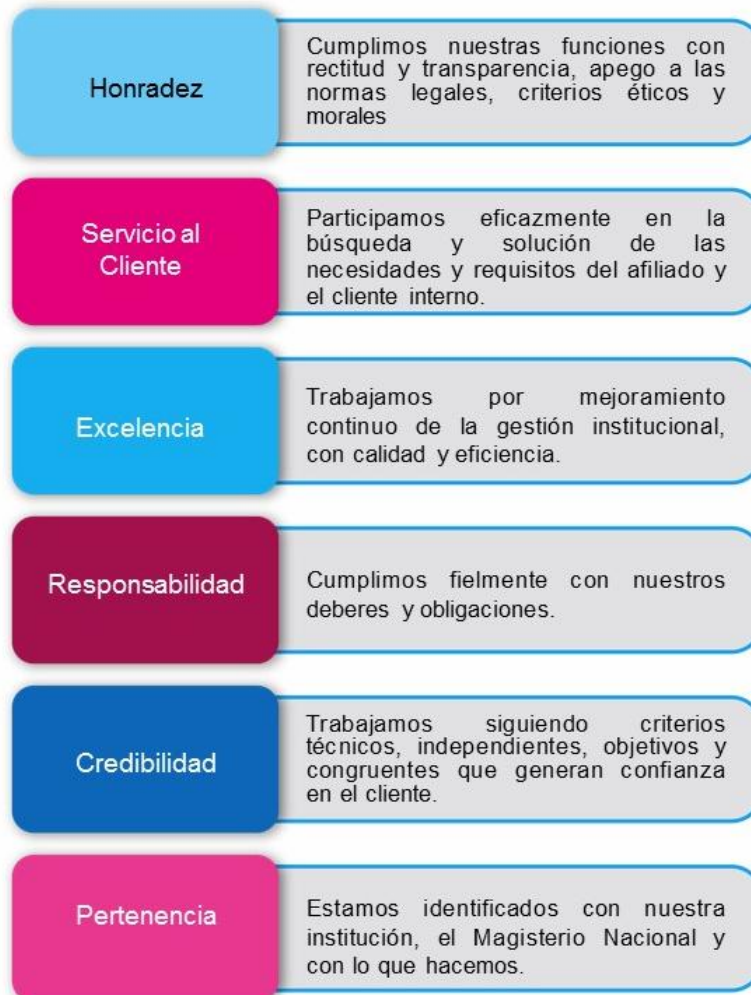 Honradez
Cumplimos nuestras funciones con
rectitud y transparencia, apego a las
normas legales, criterios éticos y
morales
Servicio al
Cliente
Participamos eficazmente en la
búsqueda y solución de las
necesidades y requisitos del afiliado y
el cliente interno.
Excelencia
Trabajamos por mejoramiento
continuo de la gestión institucional,
con calidad y eficiencia.
Responsabilidad
Cumplimos fielmente con nuestros
deberes y obligaciones.
Credibilidad
Trabajamos siguiendo criterios
técnicos, independientes, objetivos y
congruentes que generan confianza
en el cliente.
Pertenencia
Estamos identificados con nuestra
institución, el Magisterio Nacional y
con lo que hacemos.